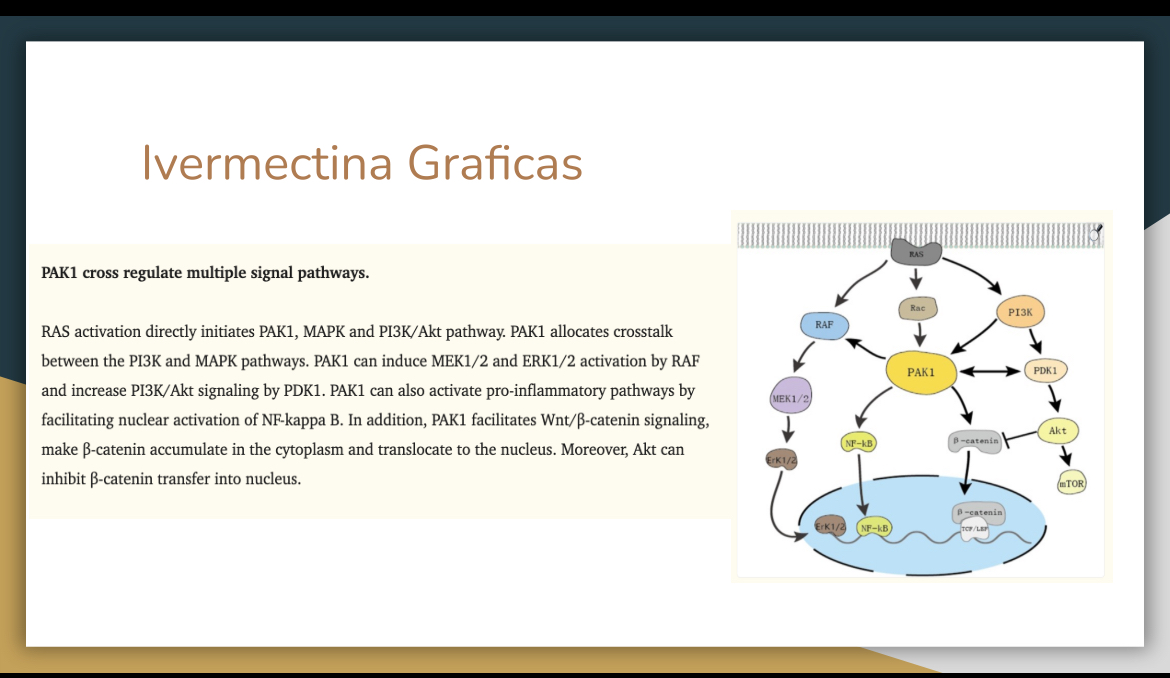 Ivermectina Graficas
PAK1 cross regulate multiple signal pathways.
RAS activation directly initiates PAK1, MAPK and PI3K/Akt pathway. PAK1 allocates crosstalk
between the PI3K and MAPK pathways. PAK1 can induce MEK1/2 and ERK1/2 activation by RAF
and increase PI3K/Akt signaling by PDK1. PAK1 can also activate pro-inflammatory pathways by
facilitating nuclear activation of NF-kappa B. In addition, PAK1 facilitates Wnt/β-catenin signaling,
make β-catenin accumulate in the cytoplasm and translocate to the nucleus. Moreover, Akt can
inhibit β-catenin transfer into nucleus.
RAS
Rac
PI3K
RAF
PAK1
PDK1
MEK1/2
NF-kB
β-catenin
Akt
ErK1/2
mTOR
β-catenin
ErK1/2
NF-kB
TCF/LEF